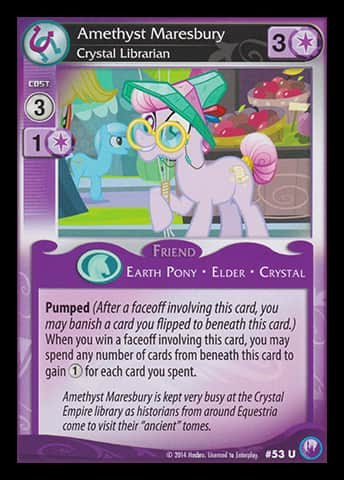 Amethyst Maresbury
Crystal Librarian
3
COST
3
1
FRIEND
EARTH PONY • ELDER • CRYSTAL
Pumped (After a faceoff involving this card, you
may banish a card you flipped to beneath this card.)
When you win a faceoff involving this card, you may
spend any number of cards from beneath this card to
gain 1 for each card you spent.
Amethyst Maresbury is kept very busy at the Crystal
Empire library as historians from around Equestria
come to visit their “ancient” tomes.
© 2014 Hasbro. Licensed to Enterplay.
#53 U